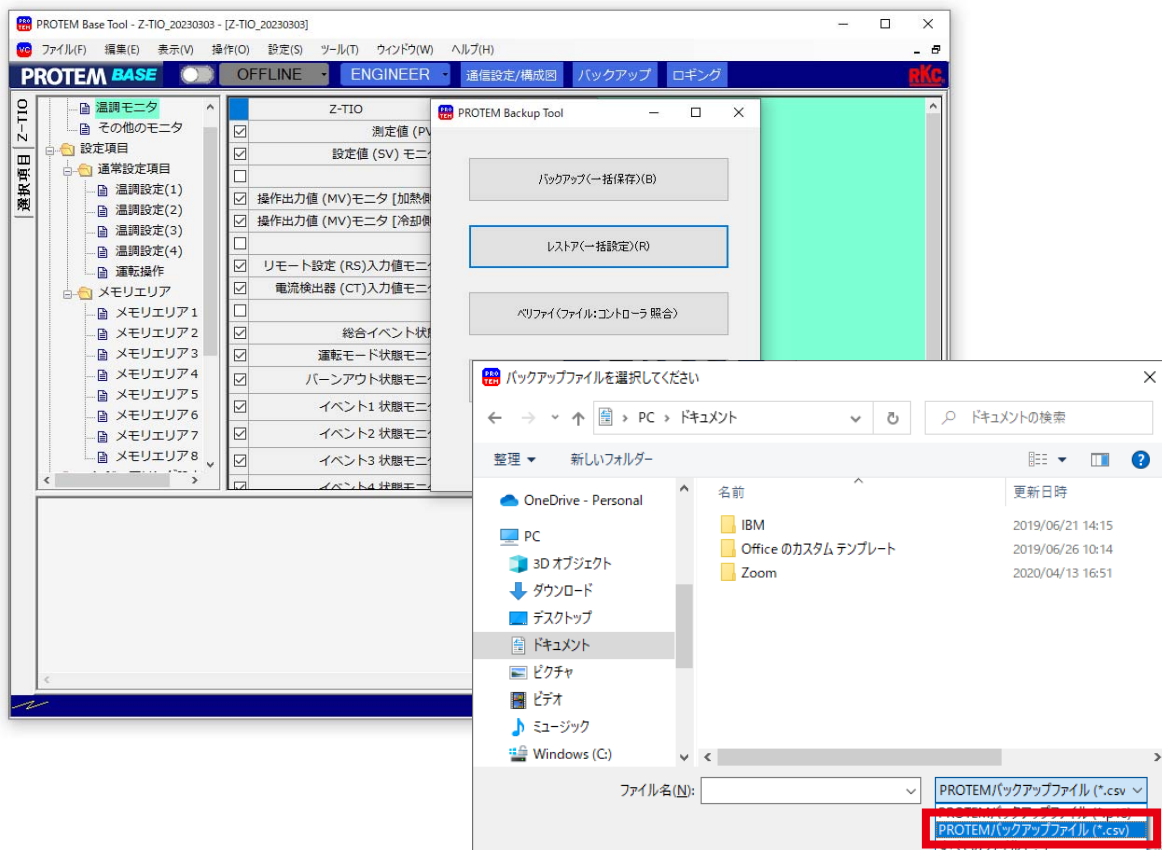 PROTEM Base Tool - Z-TIO_20230303 - [Z-TIO_20230303]
ファイル(F) 編集(E) 表示(V) 操作(O) 設定(S) ツール(T) ウィンドウ(W) ヘルプ(H)
PROTEM BASE OFFLINE ENGINEER 通信設定/構成図 バックアップ ロギング RKC
Z-TIO
選択項目
温調モニタ
その他のモニタ
設定項目
通常設定項目
温調設定(1)
温調設定(2)
温調設定(3)
温調設定(4)
運転操作
メモリエリア
メモリエリア1
メモリエリア2
メモリエリア3
メモリエリア4
メモリエリア5
メモリエリア6
メモリエリア7
メモリエリア8
Z-TIO
測定値 (PV
設定値 (SV) モニ
操作出力値 (MV)モニタ [加熱側
操作出力値 (MV)モニタ [冷却側
リモート設定 (RS)入力値モニ
電流検出器 (CT)入力値モニ
総合イベント状
運転モード状態モニ
バーンアウト状態モニ
イベント1 状態モニ
イベント2 状態モニ
イベント3 状態モニ
イベント4 状態モニ
PROTEM Backup Tool
バックアップ(一括保存)(B)
レストア(一括設定)(R)
ベリファイ(ファイル:コントローラ 照合)
バックアップファイルを選択してください
PC › ドキュメント
ドキュメントの検索
整理 新しいフォルダー
OneDrive - Personal
PC
3D オブジェクト
ダウンロード
デスクトップ
ドキュメント
ピクチャ
ビデオ
ミュージック
Windows (C:)
名前 更新日時
IBM 2019/06/21 14:15
Office のカスタム テンプレート 2019/06/26 10:14
Zoom 2020/04/13 16:51
ファイル名(N):
PROTEMバックアップファイル (*.csv
PROTEMバックアップファイル (*.csv)